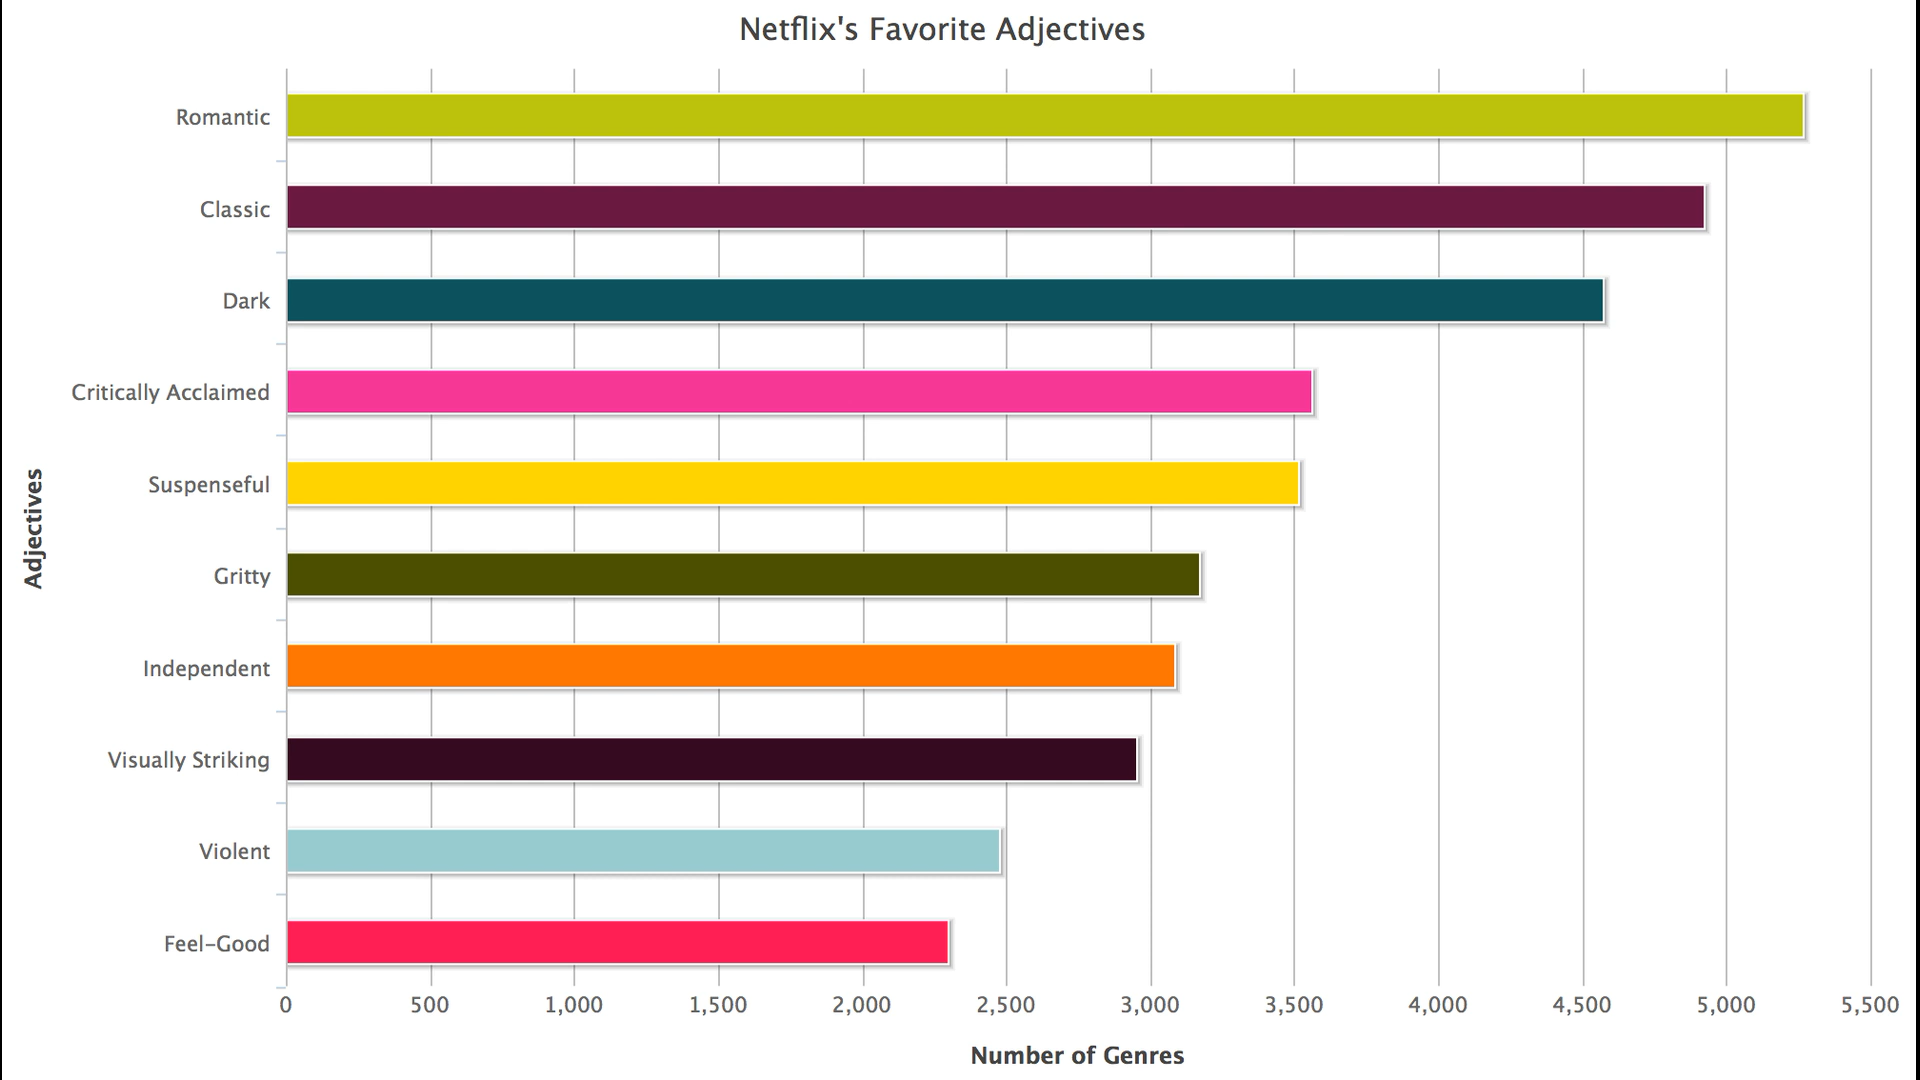 Netflix's Favorite Adjectives
Romantic
Classic
Dark
Critically Acclaimed
Suspenseful
Gritty
Independent
Visually Striking
Violent
Feel-Good
Adjectives
0 500 1,000 1,500 2,000 2,500 3,000 3,500 4,000 4,500 5,000 5,500
Number of Genres